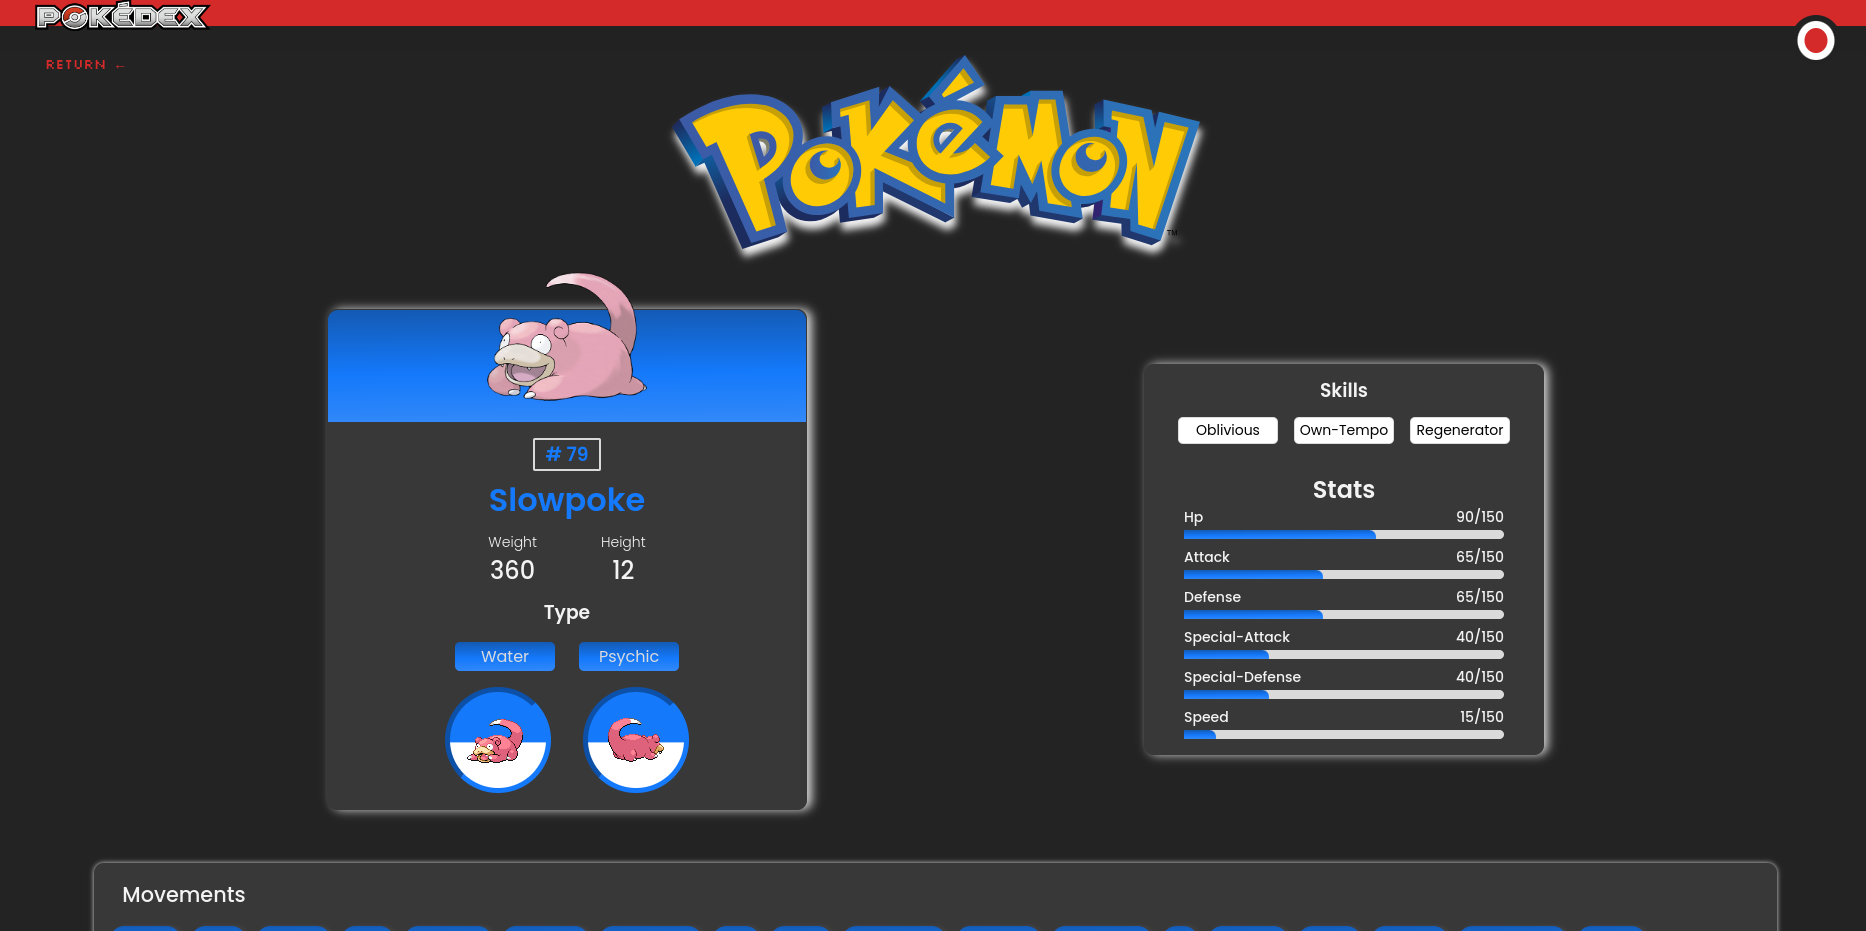 POKÉDEX
RETURN ←
POKéMON
TM
# 79
Slowpoke
Weight Height
360 12
Type
Water Psychic
Skills
Oblivious Own-Tempo Regenerator
Stats
Hp 90/150
Attack 65/150
Defense 65/150
Special-Attack 40/150
Special-Defense 40/150
Speed 15/150
Movements